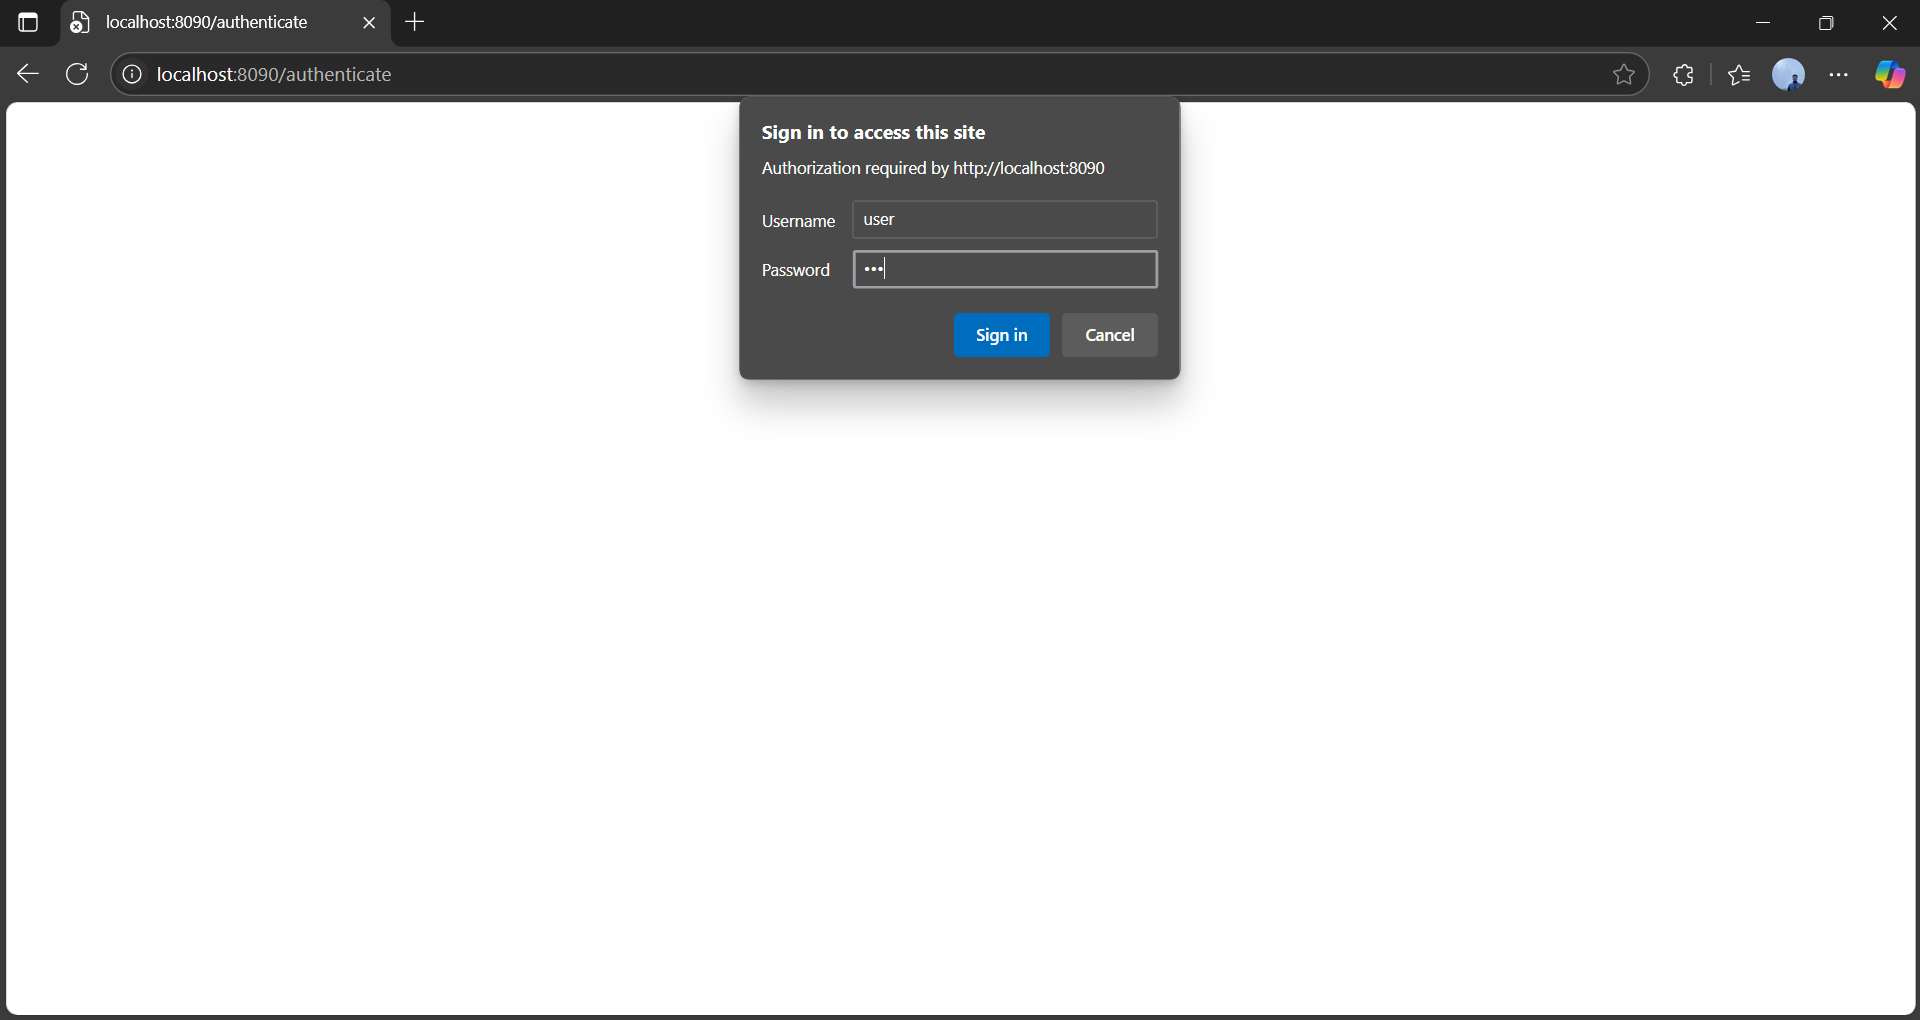 localhost:8090/authenticate
localhost:8090/authenticate
Sign in to access this site
Authorization required by http://localhost:8090
Username user
Password •••
Sign in Cancel